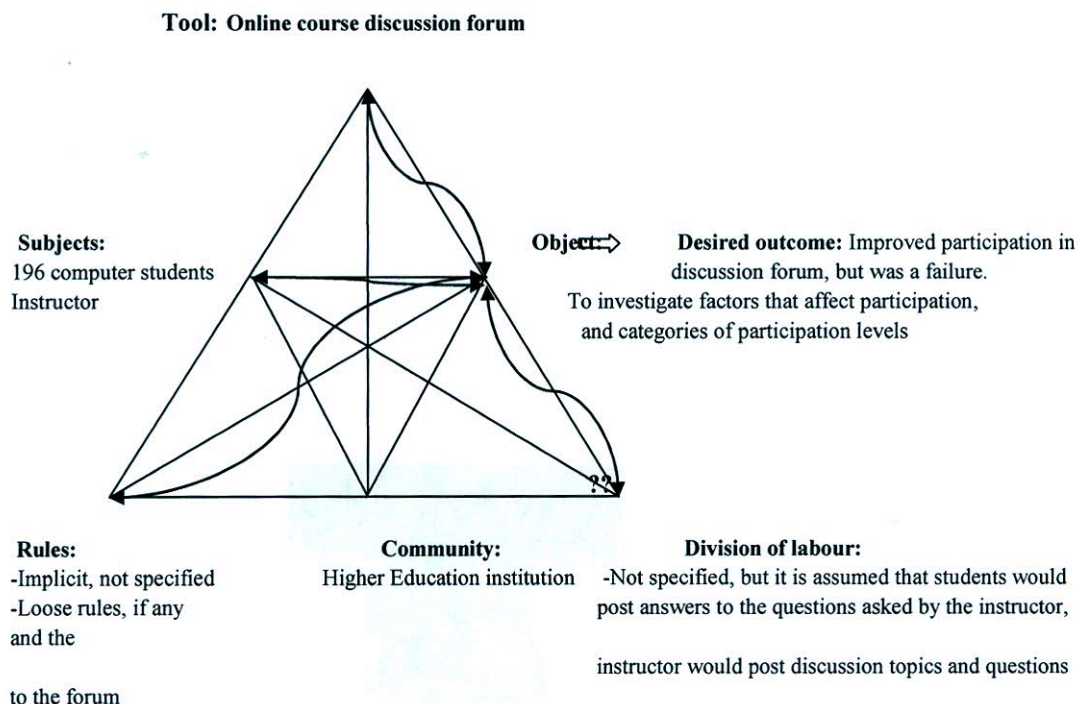 Tool: Online course discussion forum
Subjects:
196 computer students
Instructor
Object:⇨ Desired outcome: Improved participation in
discussion forum, but was a failure.
To investigate factors that affect participation,
and categories of participation levels
??
Rules:
-Implicit, not specified
-Loose rules, if any
and the
to the forum
Community:
Higher Education institution
Division of labour:
-Not specified, but it is assumed that students would
post answers to the questions asked by the instructor,
instructor would post discussion topics and questions